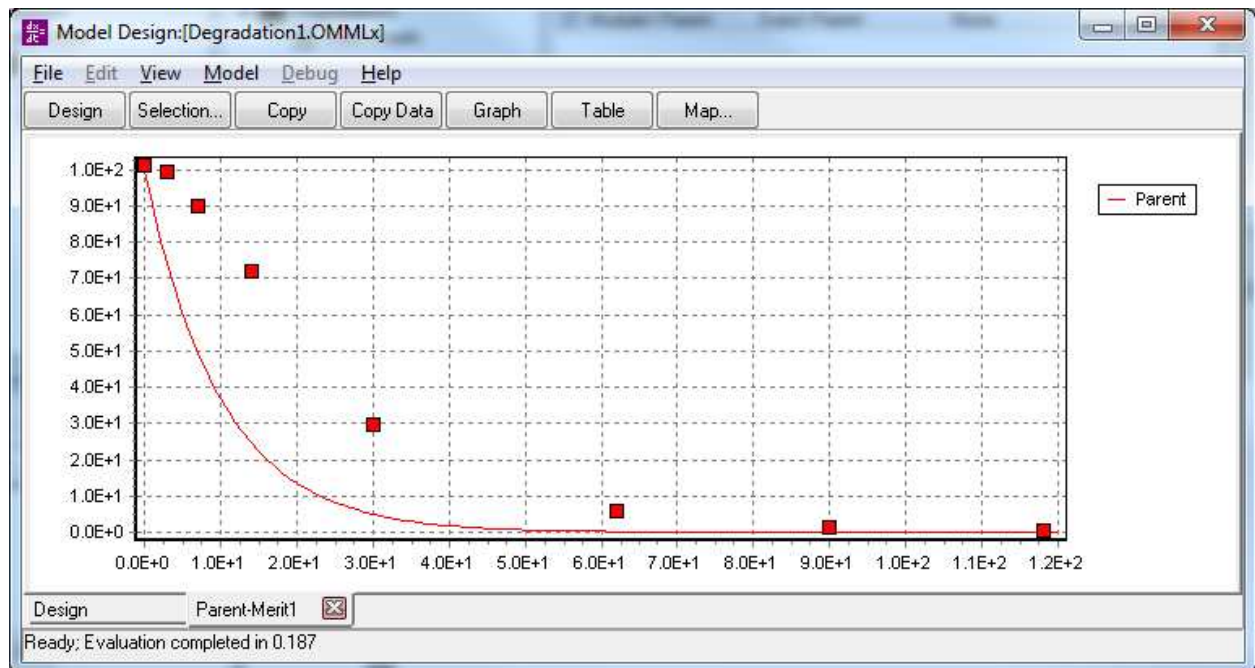 Model Design:[Degradation1.OMMLx]
File Edit View Model Debug Help
Design Selection... Copy Copy Data Graph Table Map...
1.0E+2
9.0E+1
8.0E+1
7.0E+1
6.0E+1
5.0E+1
4.0E+1
3.0E+1
2.0E+1
1.0E+1
0.0E+0
Parent
0.0E+0 1.0E+1 2.0E+1 3.0E+1 4.0E+1 5.0E+1 6.0E+1 7.0E+1 8.0E+1 9.0E+1 1.0E+2 1.1E+2 1.2E+2
Design Parent-Merit1
Ready; Evaluation completed in 0.187